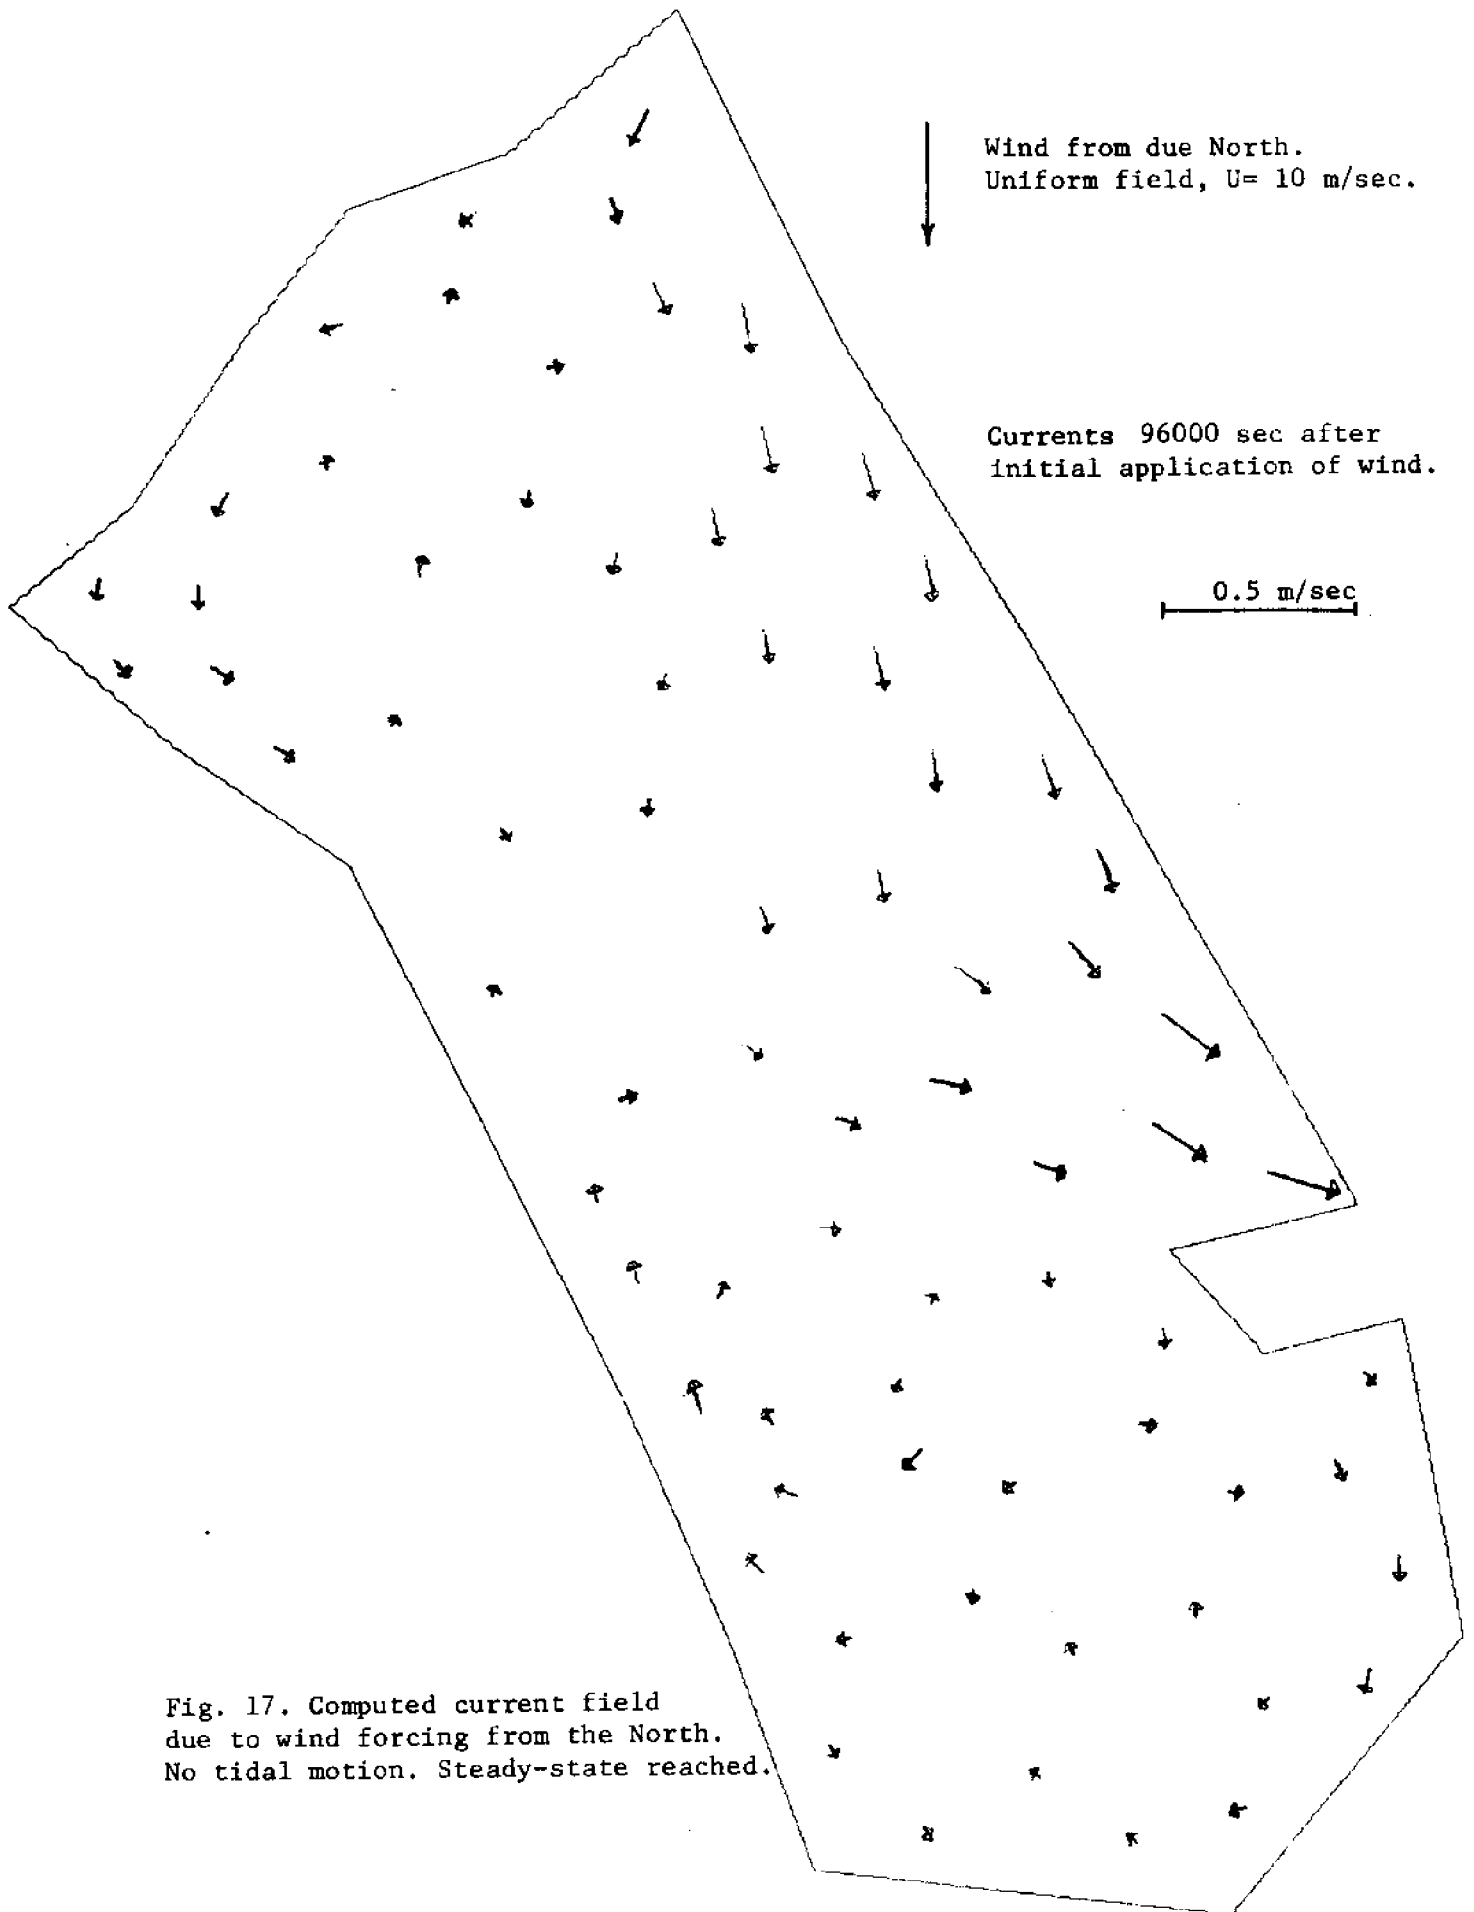 Wind from due North.
Uniform field, U= 10 m/sec.
Currents 96000 sec after
initial application of wind.
0.5 m/sec
Fig. 17. Computed current field
due to wind forcing from the North.
No tidal motion. Steady-state reached.